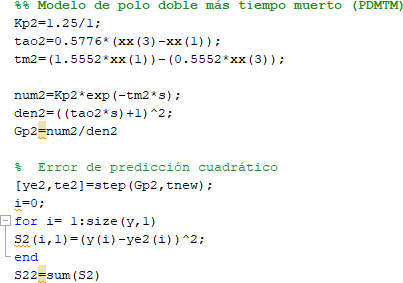 %% Modelo de polo doble más tiempo muerto (PDMTM)
Kp2=1.25/1;
tao2=0.5776*(xx(3)-xx(1));
tm2=(1.5552*xx(1))-(0.5552*xx(3));
num2=Kp2*exp(-tm2*s);
den2=((tao2*s)+1)^2;
Gp2=num2/den2
%  Error de predicción cuadrático
[ye2,te2]=step(Gp2,tnew);
i=0;
for i= 1:size(y,1)
S2(i,1)=(y(i)-ye2(i))^2;
end
S22=sum(S2)